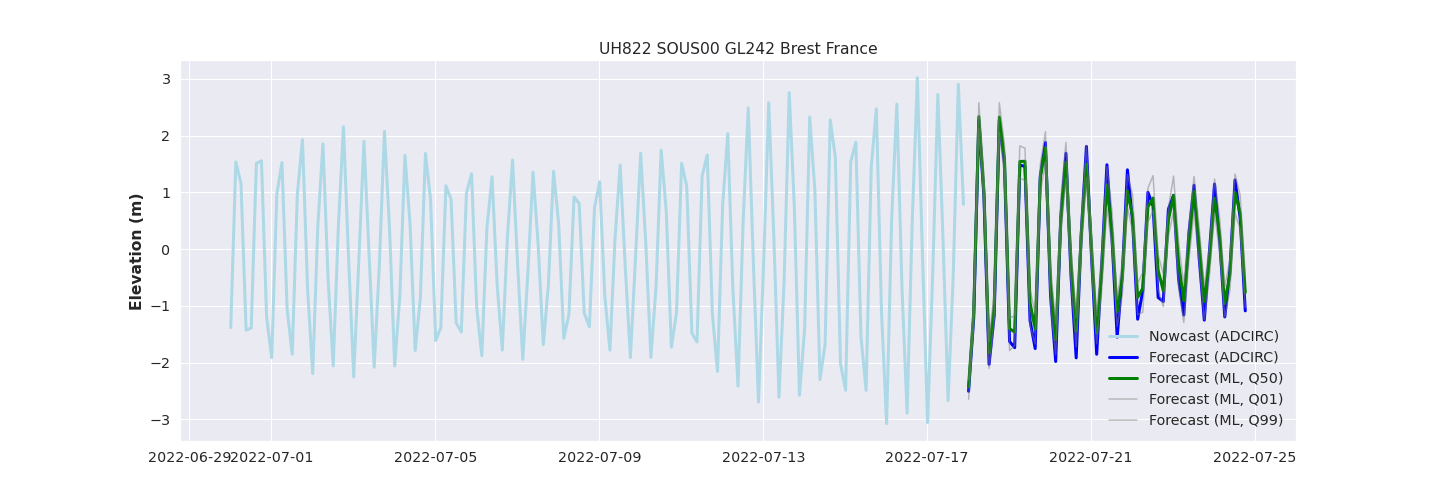 UH822 SOUS00 GL242 Brest France
Elevation (m)
3
2
1
0
−1
−2
−3
2022-06-29
2022-07-01
2022-07-05
2022-07-09
2022-07-13
2022-07-17
2022-07-21
2022-07-25
Nowcast (ADCIRC)
Forecast (ADCIRC)
Forecast (ML, Q50)
Forecast (ML, Q01)
Forecast (ML, Q99)